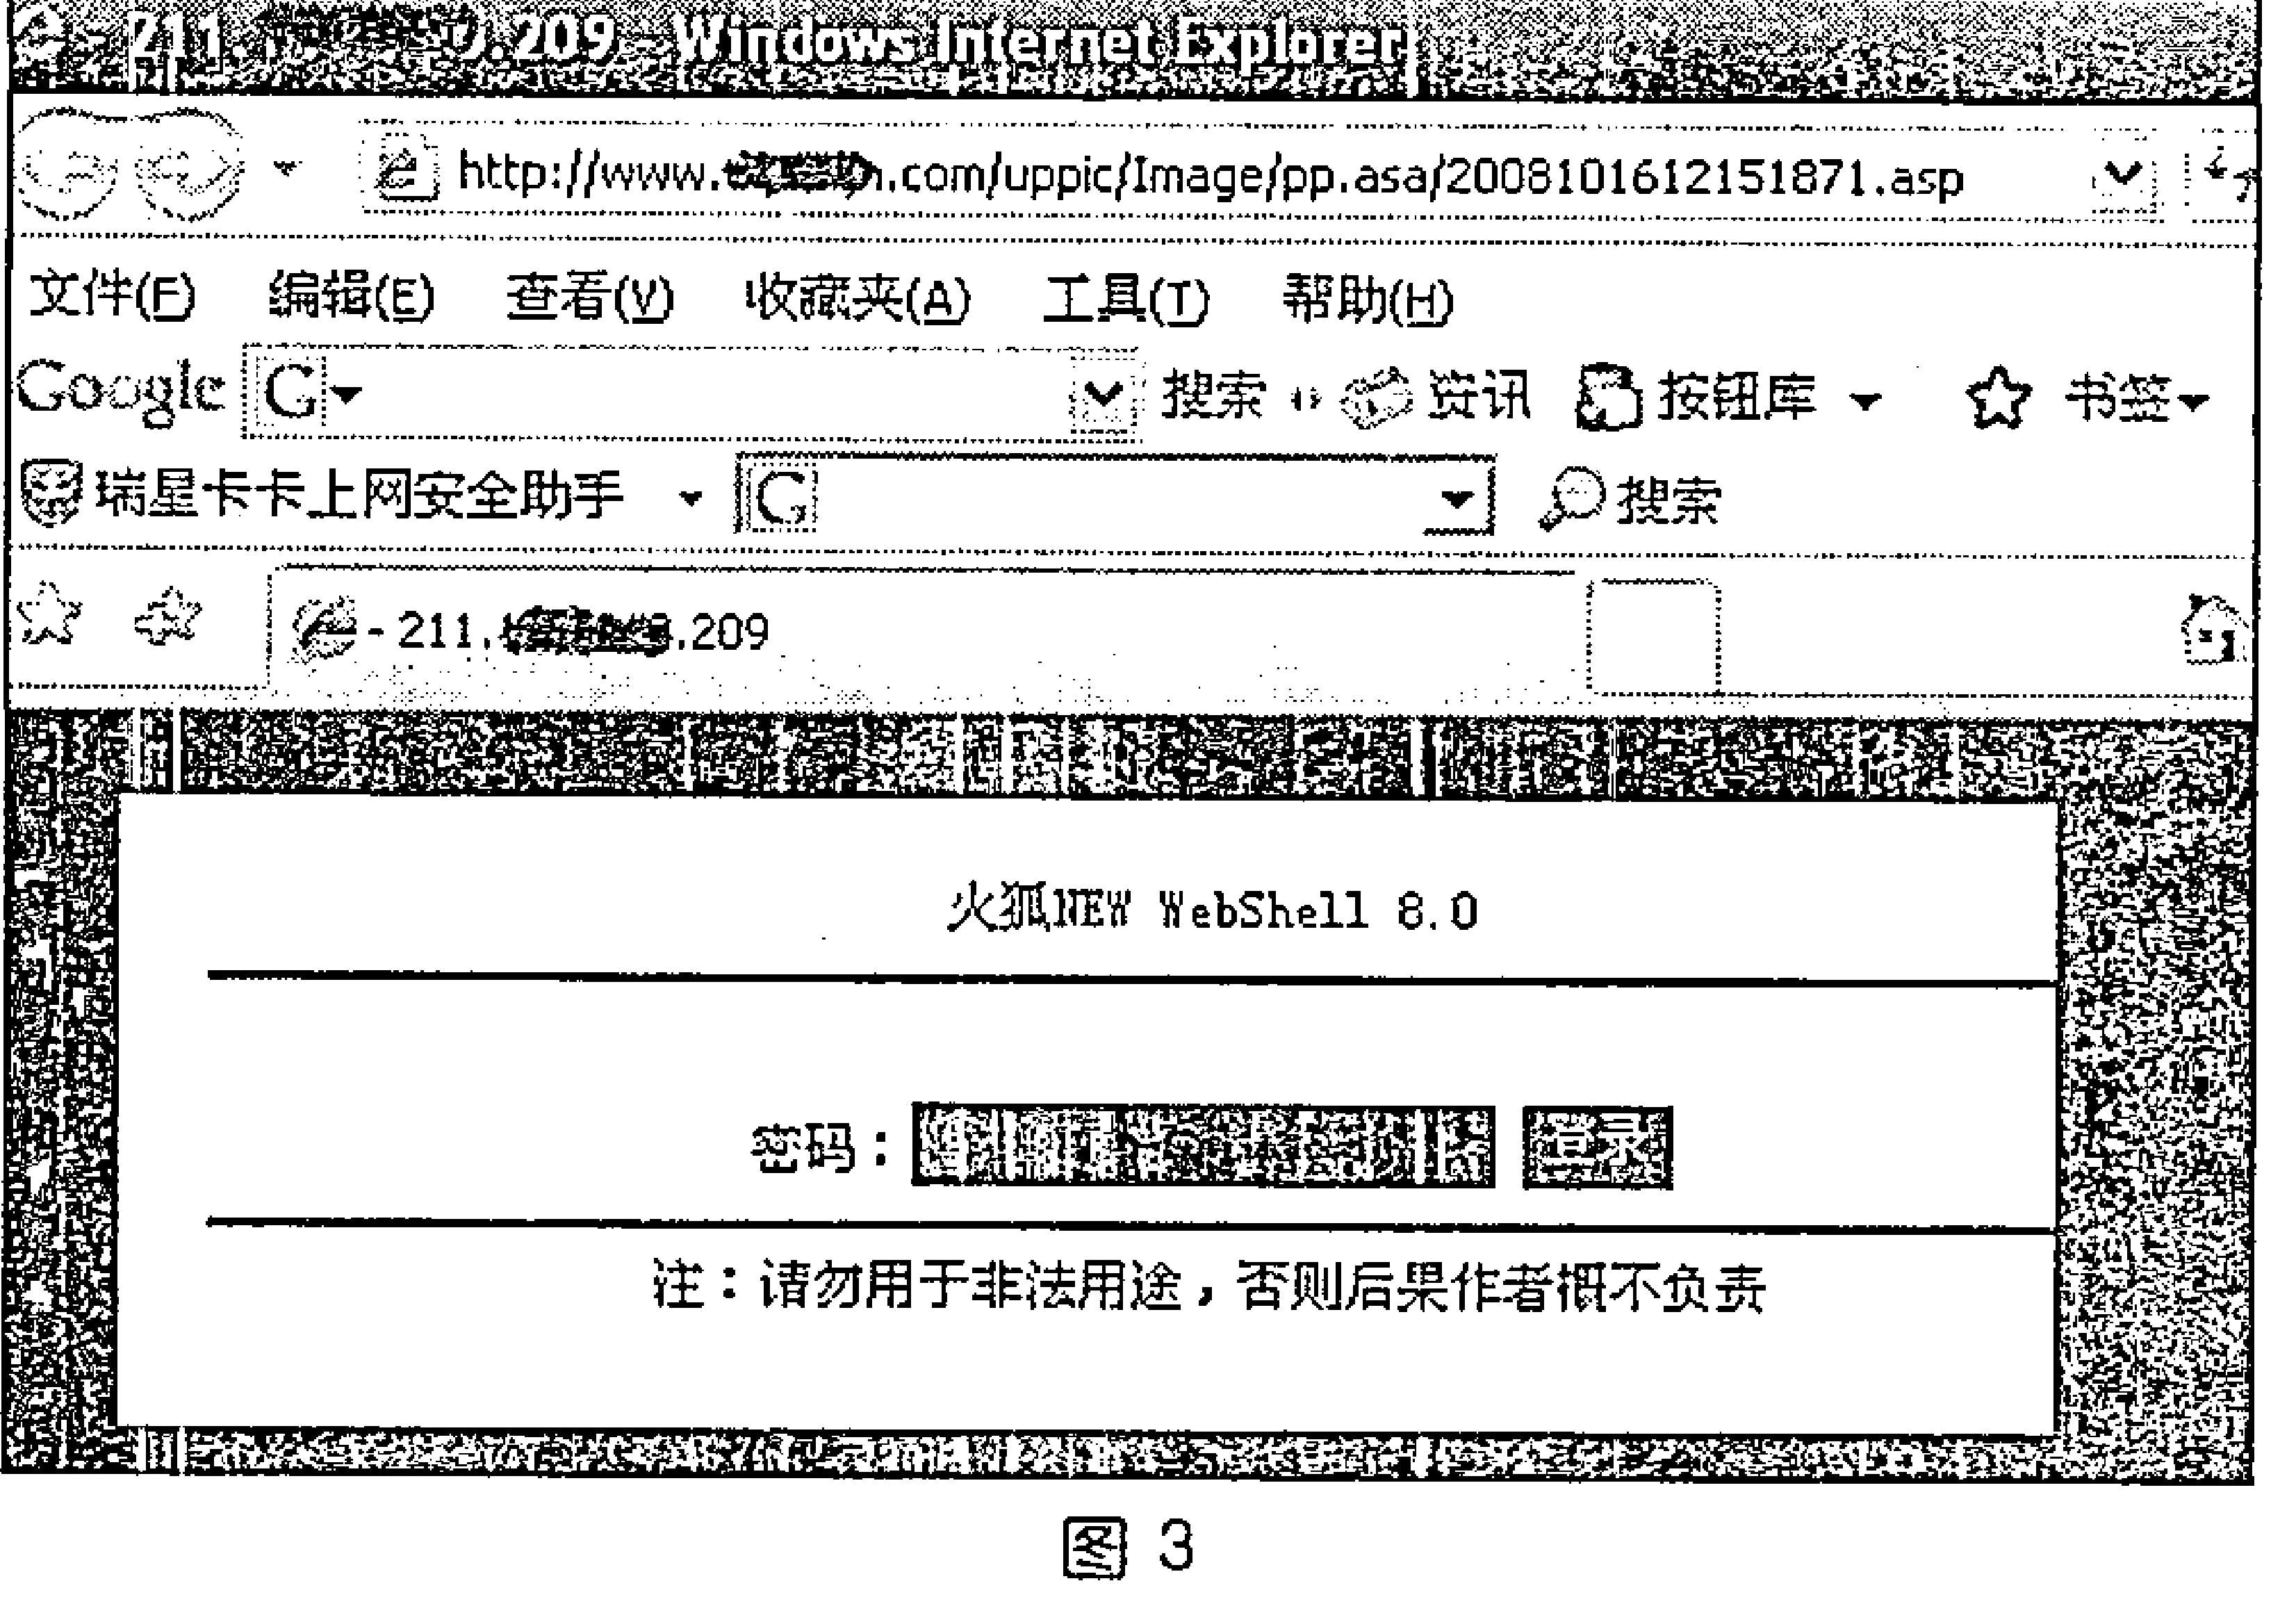 211. .209 - Windows Internet Explorer
http://www. .com/uppic/Image/pp.asa/2008101612151871.asp
文件(F) 编辑(E) 查看(V) 收藏夹(A) 工具(T) 帮助(H)
Google G 搜索 资讯 按钮库 书签
瑞星卡卡上网安全助手 G 搜索
- 211. .209
火狐NEW WebShell 8.0
密码： 登录
注：请勿用于非法用途，否则后果作者概不负责
图 3